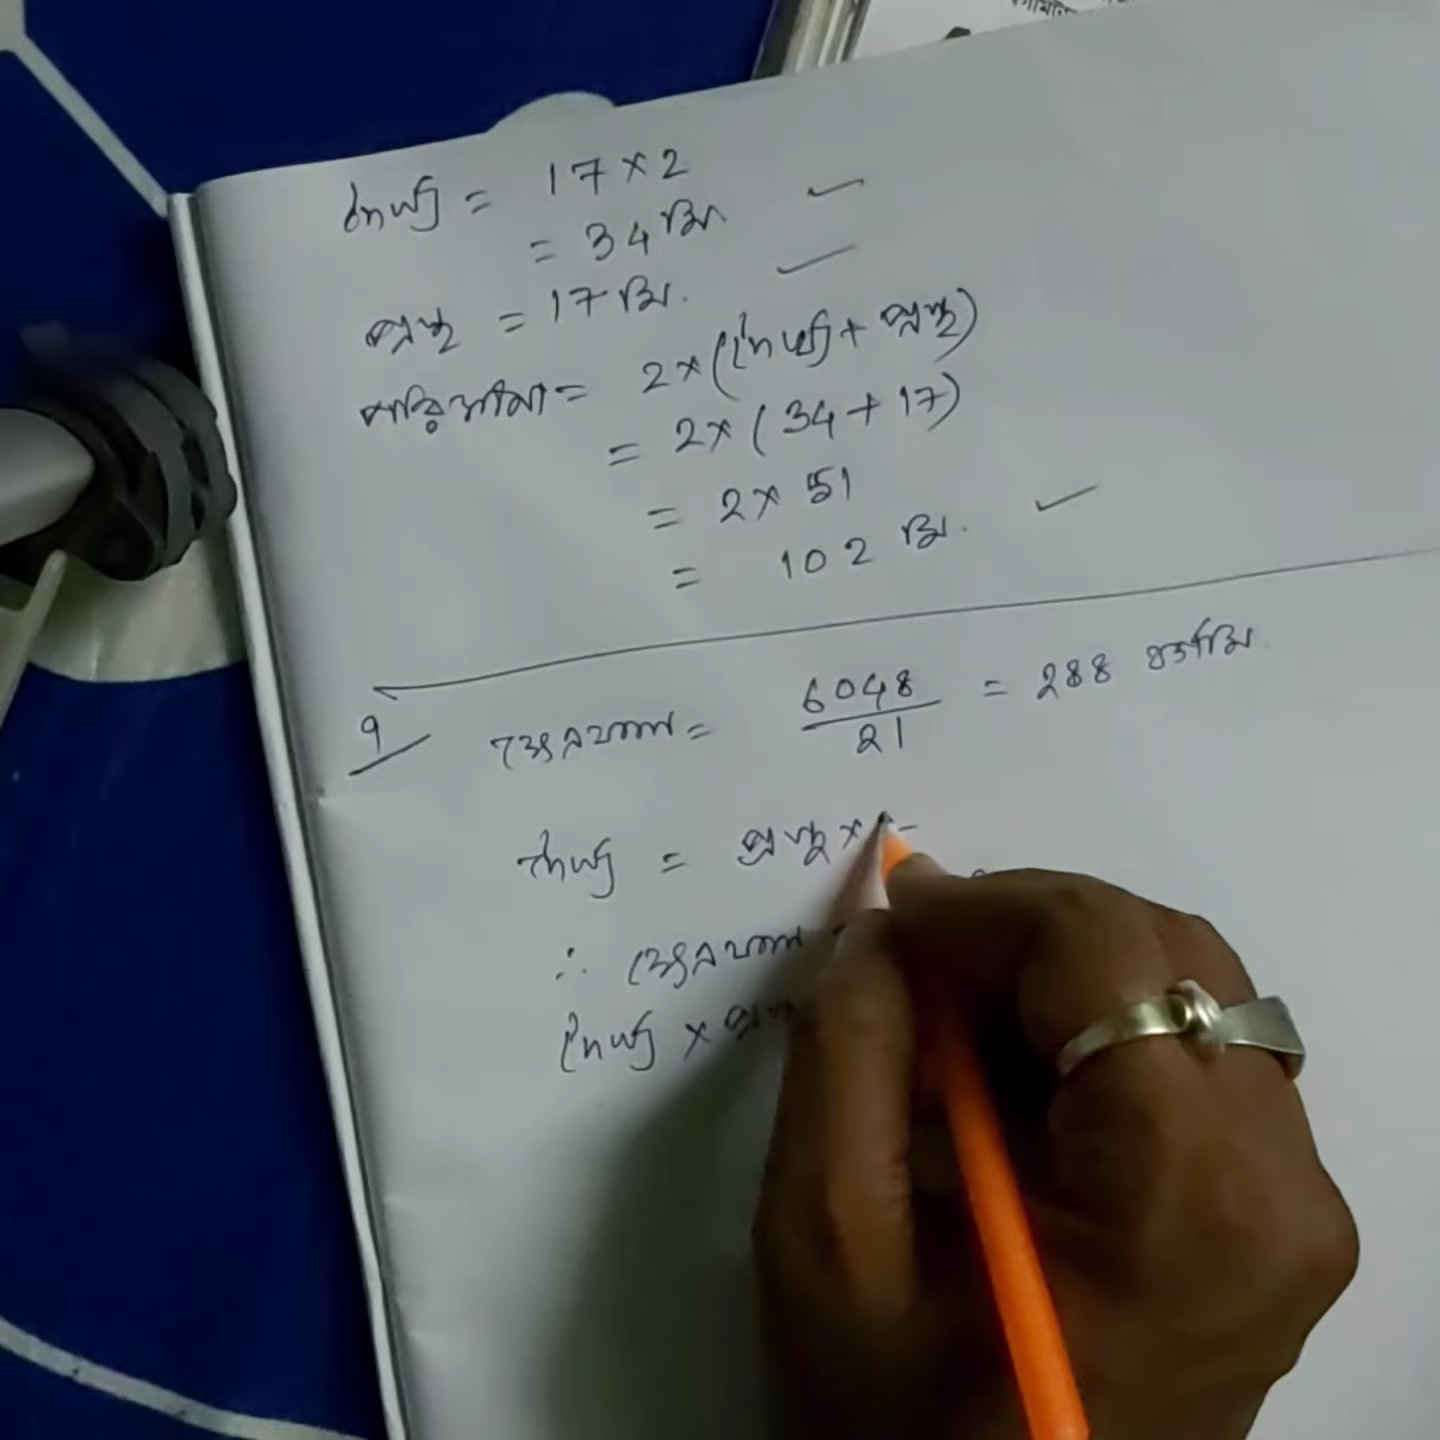 দৈর্ঘ্য = 17 × 2
= 34 মি
প্রস্থ = 17 মি.
পরিসীমা = 2 × (দৈর্ঘ্য + প্রস্থ)
= 2 × (34 + 17)
= 2 × 51
= 102 মি.
9 ক্ষেত্রফল = 6048 / 21 = 288 বর্গমি.
দৈর্ঘ্য = প্রস্থ ×
∴ ক্ষেত্রফল
দৈর্ঘ্য ×